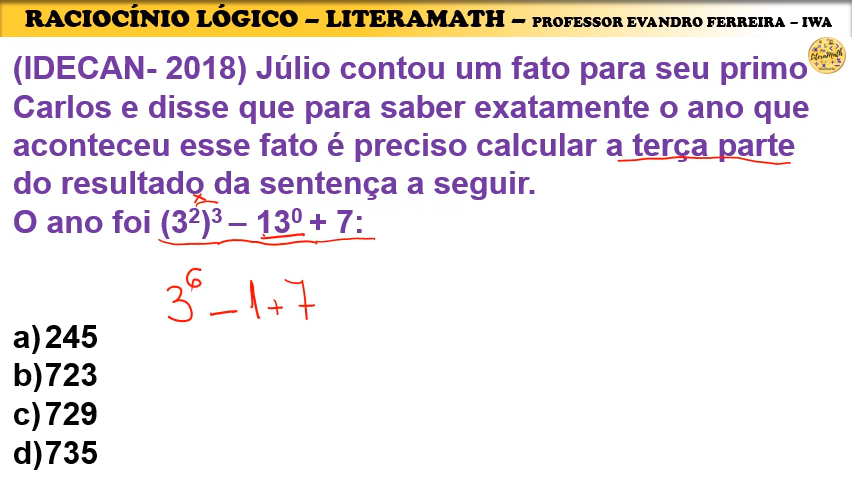 RACIOCÍNIO LÓGICO – LITERAMATH – PROFESSOR EVANDRO FERREIRA – IWA
(IDECAN- 2018) Júlio contou um fato para seu primo
Carlos e disse que para saber exatamente o ano que
aconteceu esse fato é preciso calcular a terça parte
do resultado da sentença a seguir.
O ano foi (3²)³ – 13⁰ + 7:
3⁶ – 1 + 7
a) 245
b) 723
c) 729
d) 735
LiteraMath